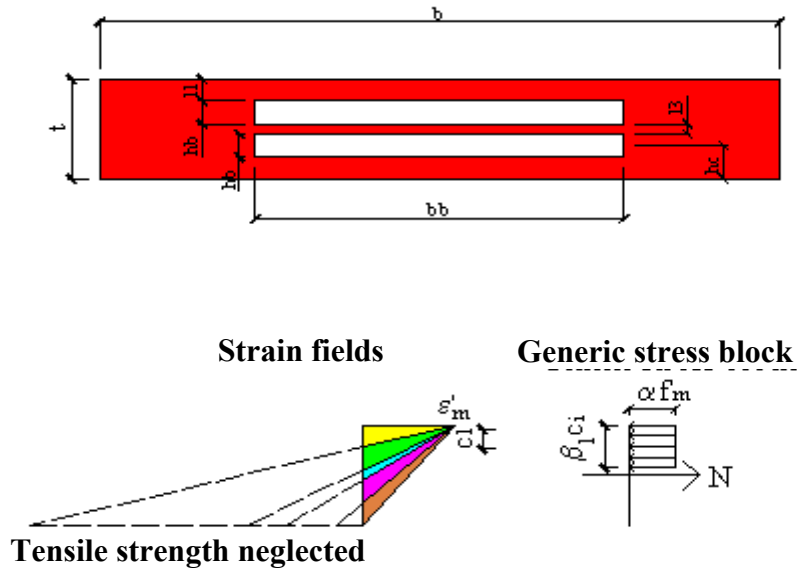 b
t
l1
hb
hb
l3
hc
bb
Strain fields
Generic stress block
ε'm
c1
αfm
β1ci
N
Tensile strength neglected